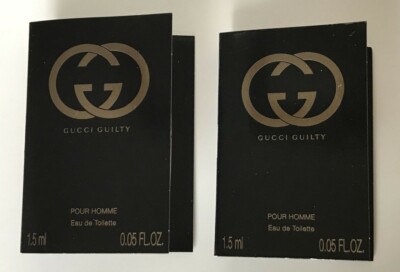 GUCCI GUILTY
POUR HOMME
Eau de Toilette
1.5 ml 0.05 FL.OZ.
GUCCI GUILTY
POUR HOMME
Eau de Toilette
1.5 ml 0.05 FL.OZ.